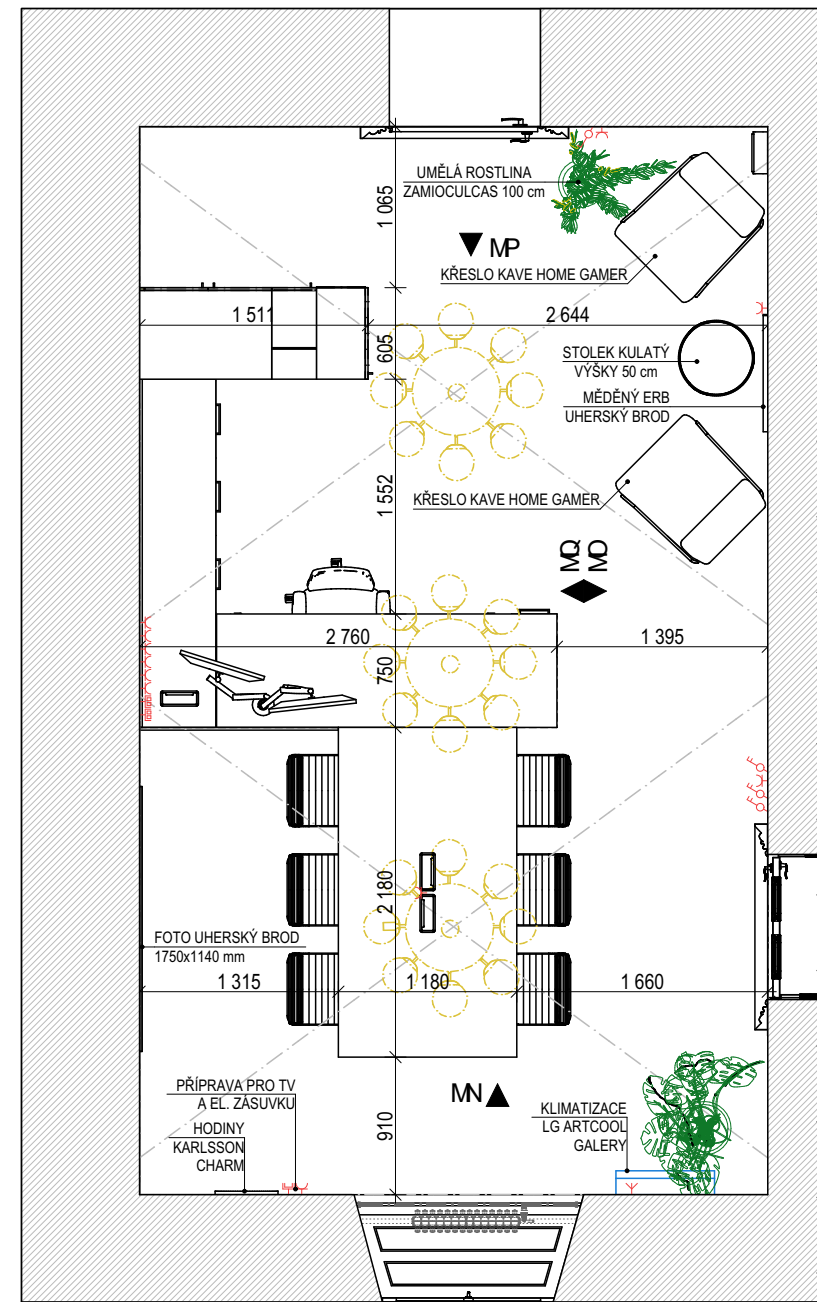 UMĚLÁ ROSTLINA
ZAMIOCULCAS 100 cm
1 065
MP
KŘESLO KAVE HOME GAMER
1 511
2 644
605
STOLEK KULATÝ
VÝŠKY 50 cm
MĚDĚNÝ ERB
UHERSKÝ BROD
1 552
KŘESLO KAVE HOME GAMER
MQ
MO
2 760
1 395
750
2 180
FOTO UHERSKÝ BROD
1750x1140 mm
1 315
1 180
1 660
PŘÍPRAVA PRO TV
A EL. ZÁSUVKU
HODINY
KARLSSON
CHARM
910
MN
KLIMATIZACE
LG ARTCOOL
GALERY